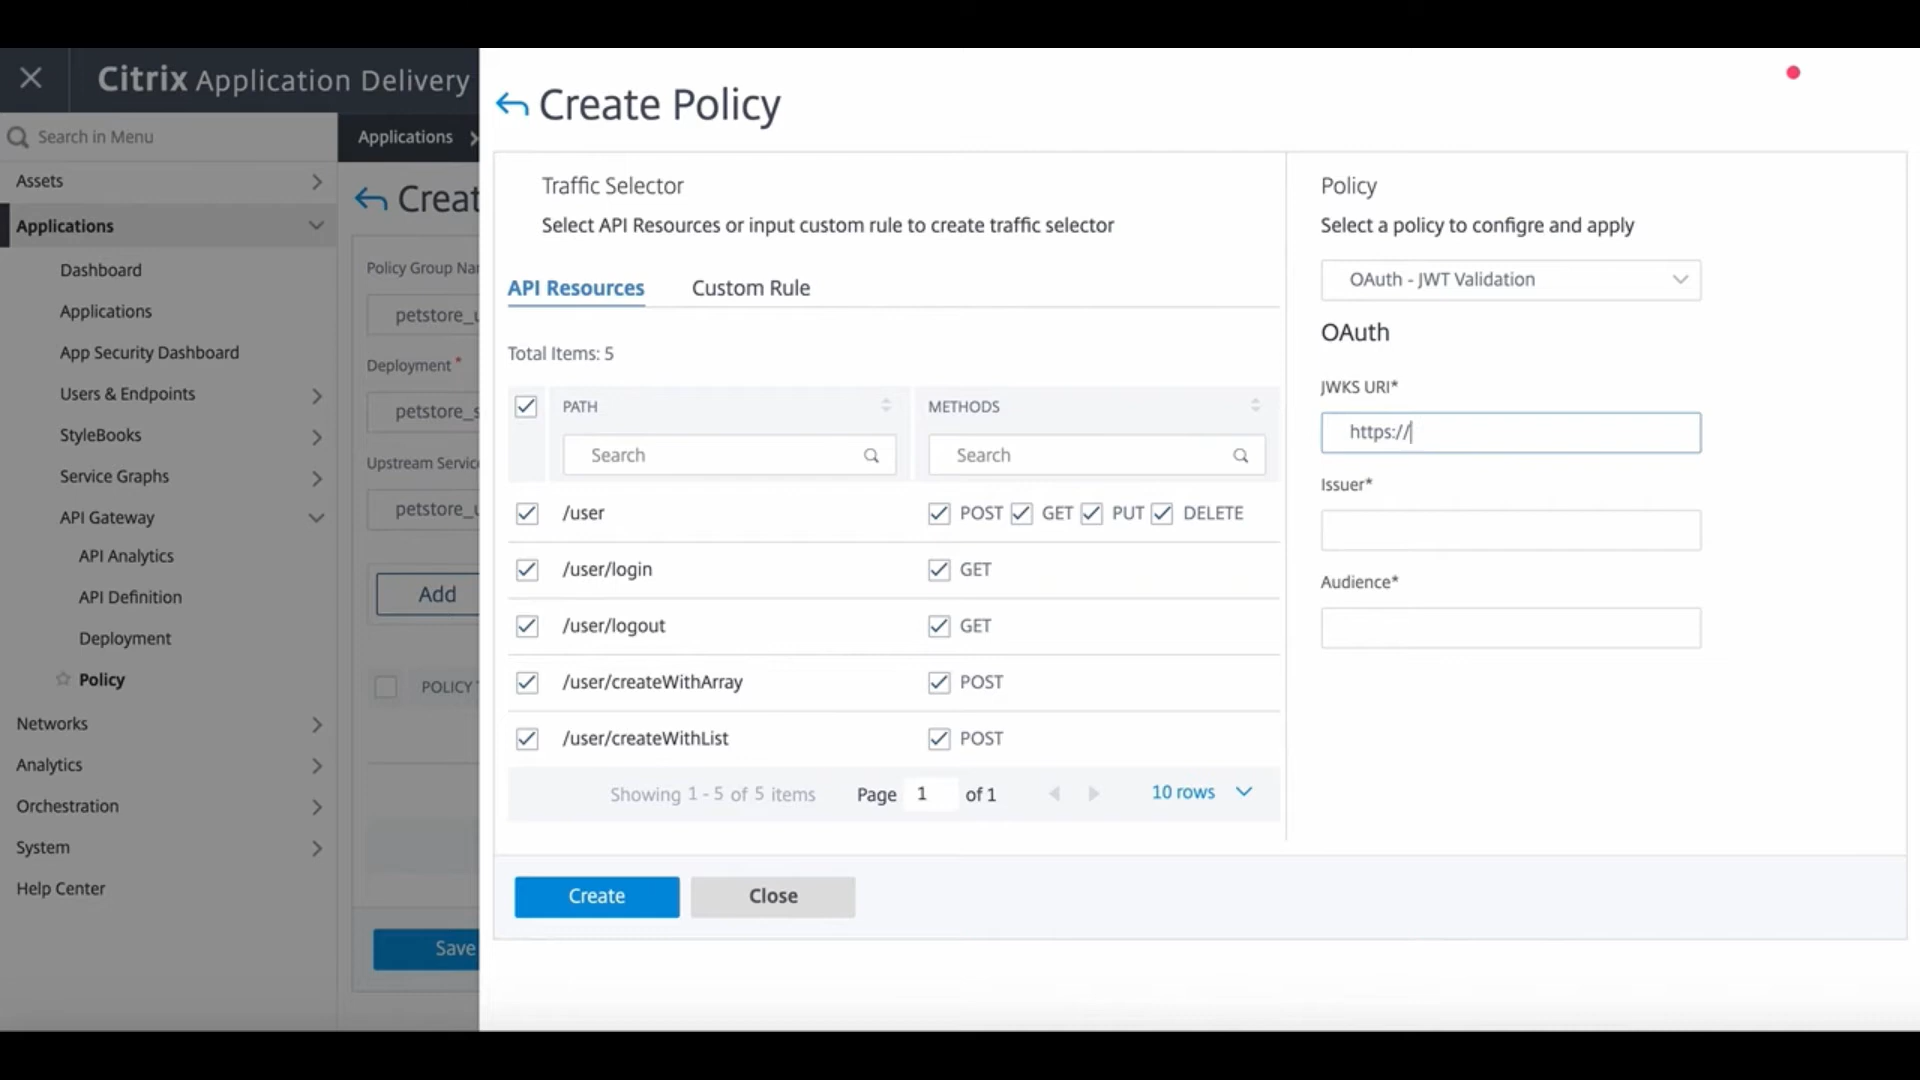 Citrix Application Delivery
Search in Menu
Assets
Applications
Dashboard
Applications
App Security Dashboard
Users & Endpoints
StyleBooks
Service Graphs
API Gateway
API Analytics
API Definition
Deployment
Policy
Networks
Analytics
Orchestration
System
Help Center
Applications
Creat
Policy Group Nar
petstore_u
Deployment *
petstore_s
Upstream Service
petstore_u
Add
POLICY
Save
Create Policy
Traffic Selector
Select API Resources or input custom rule to create traffic selector
API Resources Custom Rule
Total Items: 5
PATH METHODS
Search Search
/user POST GET PUT DELETE
/user/login GET
/user/logout GET
/user/createWithArray POST
/user/createWithList POST
Showing 1 - 5 of 5 items Page 1 of 1 10 rows
Create Close
Policy
Select a policy to configre and apply
OAuth - JWT Validation
OAuth
JWKS URI*
https://
Issuer*
Audience*